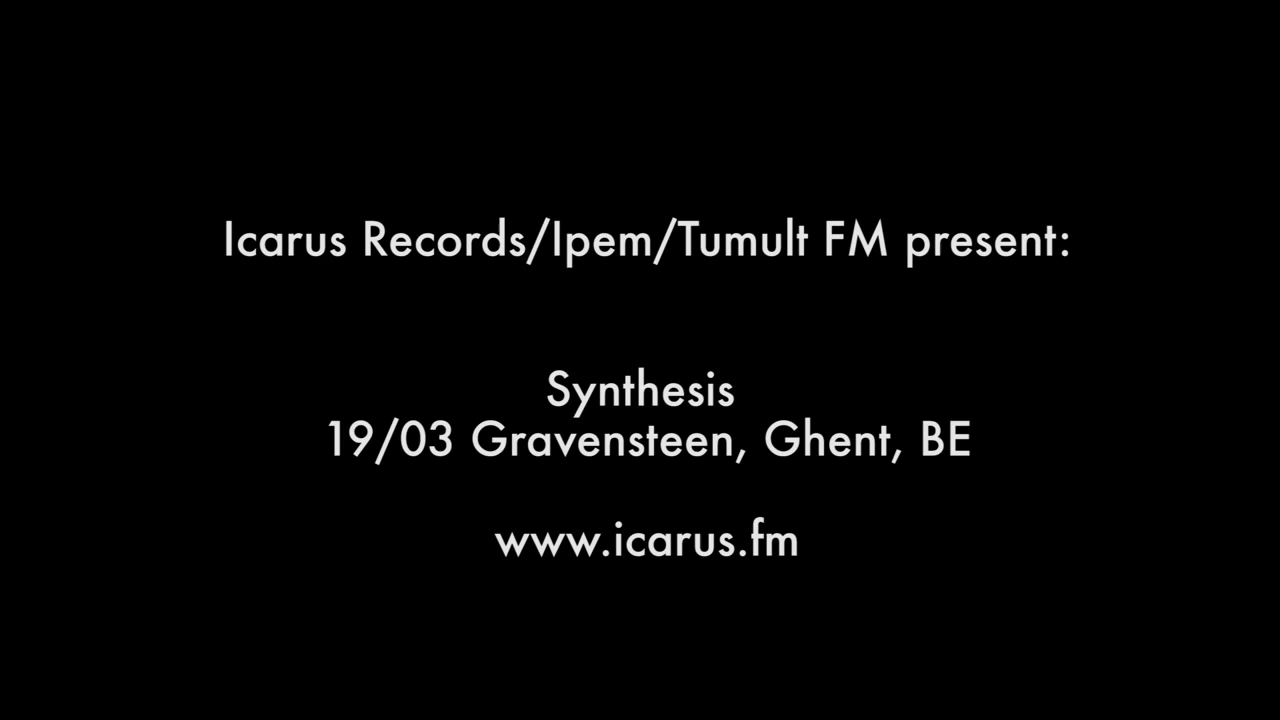 Icarus Records/Ipem/Tumult FM present:
Synthesis
19/03 Gravensteen, Ghent, BE
www.icarus.fm